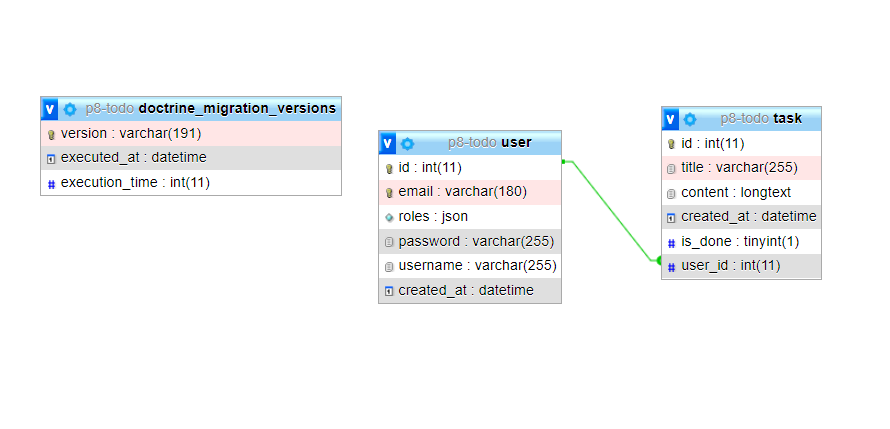 v p8-todo doctrine_migration_versions
version : varchar(191)
executed_at : datetime
# execution_time : int(11)
v p8-todo user
id : int(11)
email : varchar(180)
roles : json
password : varchar(255)
username : varchar(255)
created_at : datetime
v p8-todo task
id : int(11)
title : varchar(255)
content : longtext
created_at : datetime
# is_done : tinyint(1)
# user_id : int(11)